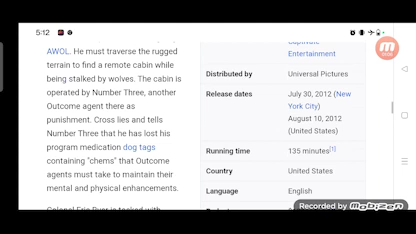 5:12
AWOL. He must traverse the rugged
terrain to find a remote cabin while
being stalked by wolves. The cabin is
operated by Number Three, another
Outcome agent there as
punishment. Cross lies and tells
Number Three that he has lost his
program medication dog tags
containing "chems" that Outcome
agents must take to maintain their
mental and physical enhancements.
Captivate
Entertainment
Distributed by Universal Pictures
Release dates July 30, 2012 (New
York City)
August 10, 2012
(United States)
Running time 135 minutes[1]
Country United States
Language English
Recorded by MOBIZEN